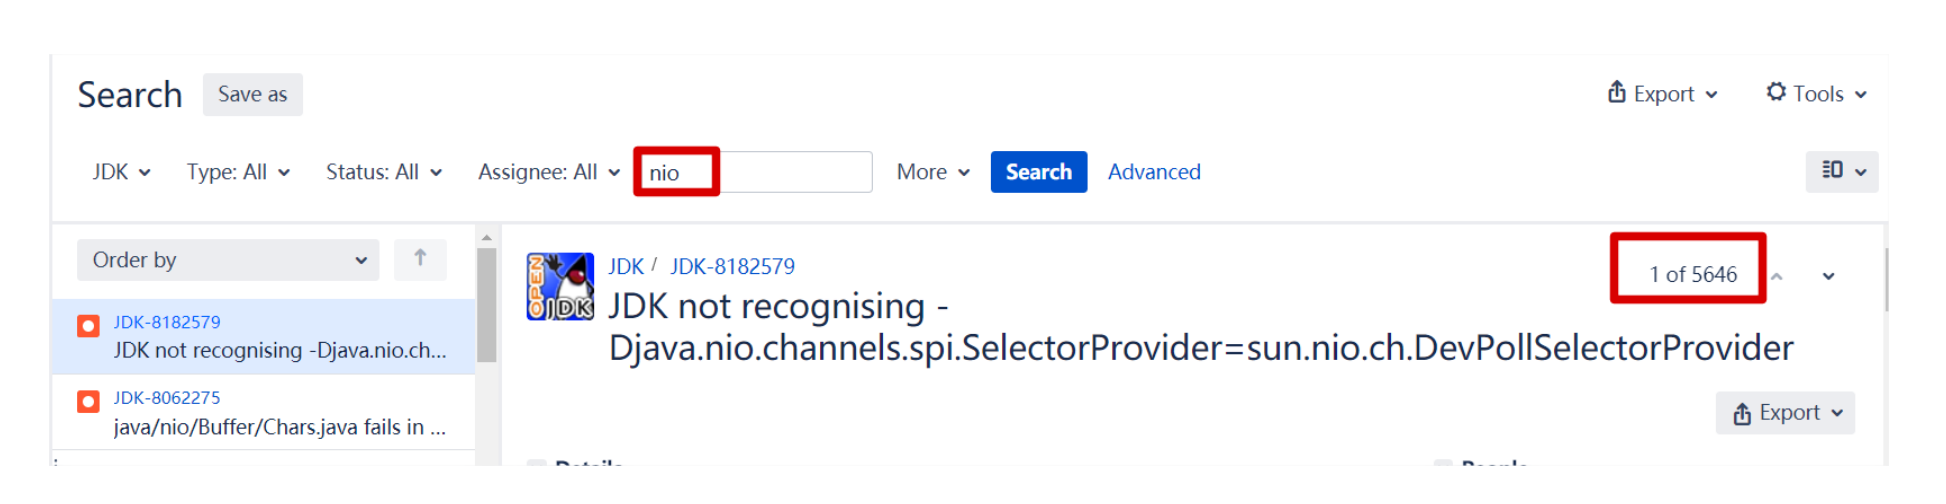 Search Save as Export Tools
JDK Type: All Status: All Assignee: All nio More Search Advanced
Order by
JDK-8182579
JDK not recognising -Djava.nio.ch...
JDK-8062275
java/nio/Buffer/Chars.java fails in ...
OPEN JDK
JDK / JDK-8182579
1 of 5646
JDK not recognising -
Djava.nio.channels.spi.SelectorProvider=sun.nio.ch.DevPollSelectorProvider
Export
Details People